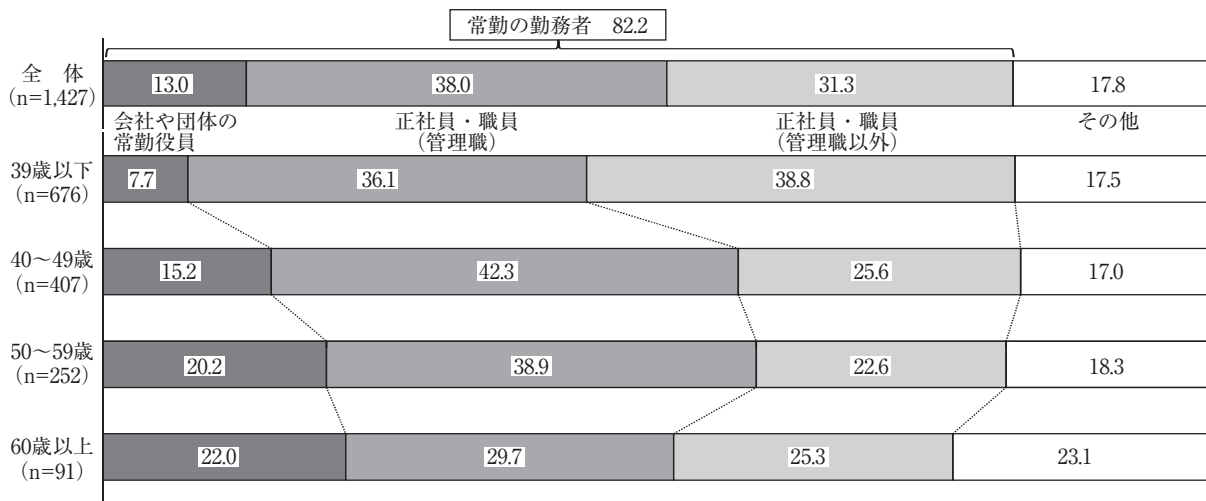 常勤の勤務者 82.2
全 体
(n=1,427)
13.0 38.0 31.3 17.8
会社や団体の
常勤役員
正社員・職員
(管理職)
正社員・職員
(管理職以外)
その他
39歳以下
(n=676)
7.7 36.1 38.8 17.5
40～49歳
(n=407)
15.2 42.3 25.6 17.0
50～59歳
(n=252)
20.2 38.9 22.6 18.3
60歳以上
(n=91)
22.0 29.7 25.3 23.1